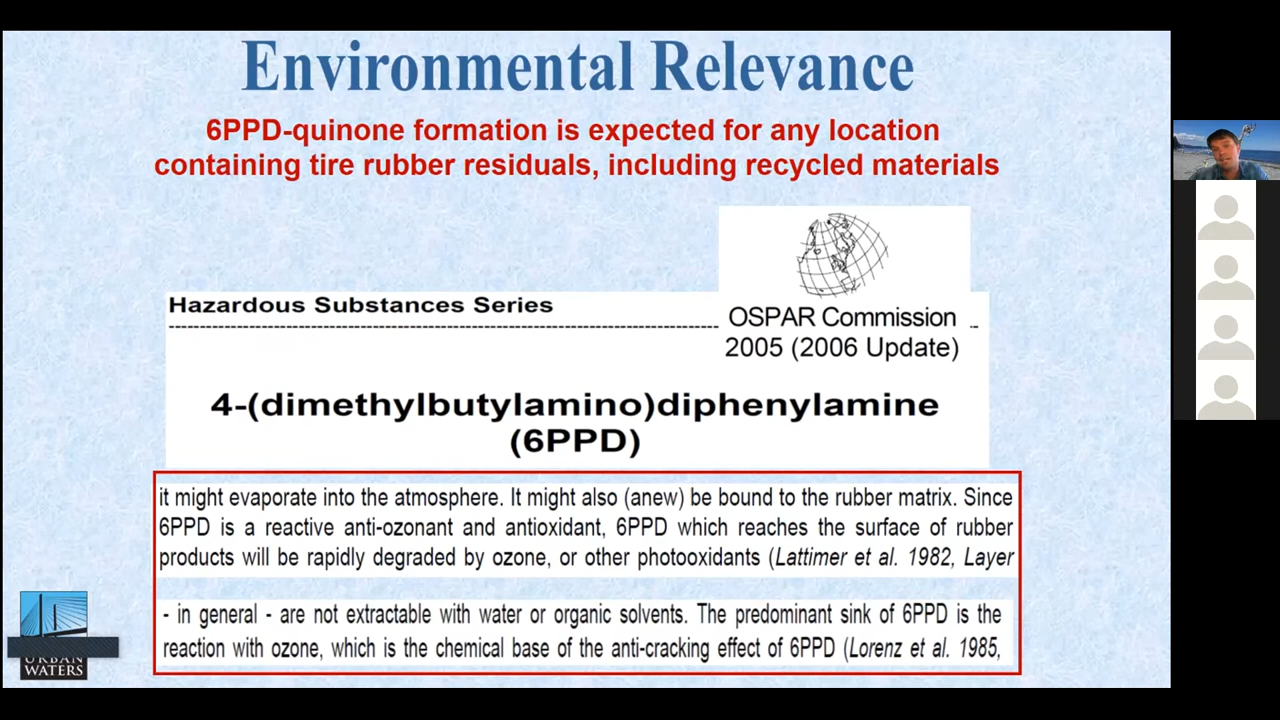 Environmental Relevance
6PPD-quinone formation is expected for any location
containing tire rubber residuals, including recycled materials
Hazardous Substances Series
OSPAR Commission
2005 (2006 Update)
4-(dimethylbutylamino)diphenylamine
(6PPD)
it might evaporate into the atmosphere. It might also (anew) be bound to the rubber matrix. Since
6PPD is a reactive anti-ozonant and antioxidant, 6PPD which reaches the surface of rubber
products will be rapidly degraded by ozone, or other photooxidants (Lattimer et al. 1982, Layer
- in general - are not extractable with water or organic solvents. The predominant sink of 6PPD is the
reaction with ozone, which is the chemical base of the anti-cracking effect of 6PPD (Lorenz et al. 1985,
URBAN
WATERS